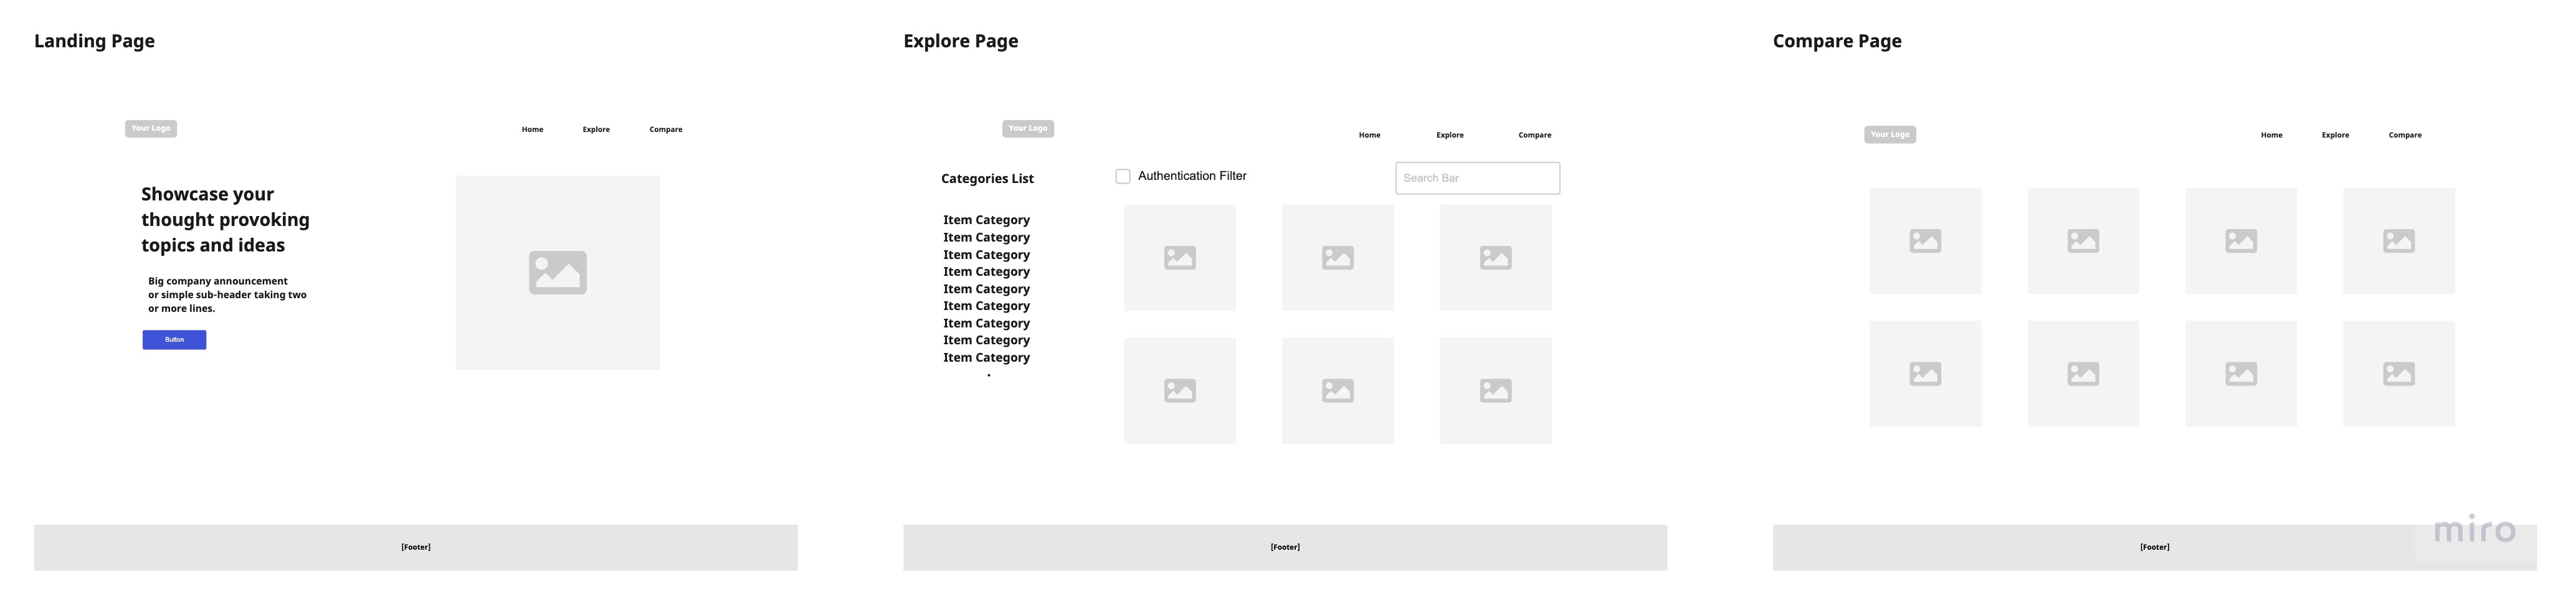 Landing Page
Your Logo
Home Explore Compare
Showcase your
thought provoking
topics and ideas
Big company announcement
or simple sub-header taking two
or more lines.
Button
[Footer]
Explore Page
Your Logo
Home Explore Compare
Categories List
Authentication Filter
Search Bar
Item Category
Item Category
Item Category
Item Category
Item Category
Item Category
Item Category
Item Category
Item Category
.
[Footer]
Compare Page
Your Logo
Home Explore Compare
[Footer]
miro